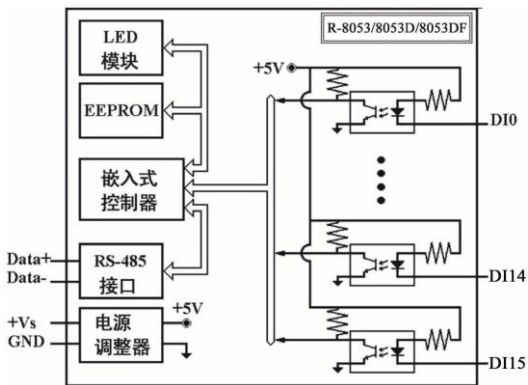 R-8053/8053D/8053DF
LED
模块
+5V
EEPROM
DI0
嵌入式
控制器
Data+
Data-
RS-485
接口
DI14
+Vs
GND
电源
调整器
+5V
DI15